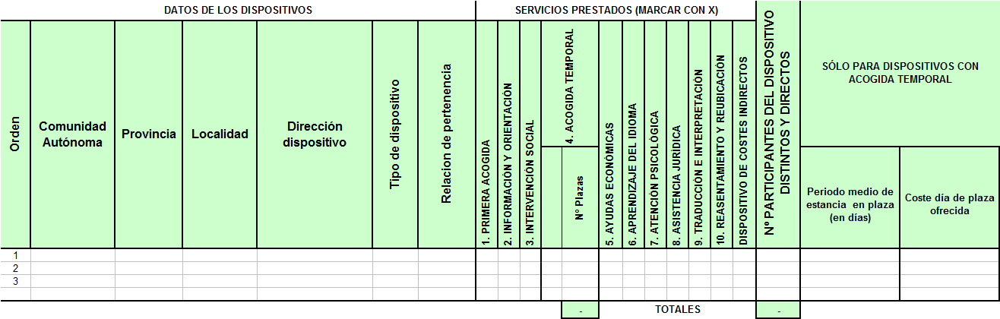 DATOS DE LOS DISPOSITIVOS
SERVICIOS PRESTADOS (MARCAR CON X)
Orden
Comunidad
Autónoma
Provincia
Localidad
Dirección
dispositivo
Tipo de dispositivo
Relacion de pertenencia
1. PRIMERA ACOGIDA
2. INFORMACIÓN Y ORIENTACIÓN
3. INTERVENCIÓN SOCIAL
4. ACOGIDA TEMPORAL
Nº Plazas
5. AYUDAS ECONÓMICAS
6. APRENDIZAJE DEL IDIOMA
7. ATENCIÓN PSICOLÓGICA
8. ASISTENCIA JURÍDICA
9. TRADUCCIÓN E INTERPRETACIÓN
10. REASENTAMIENTO Y REUBICACIÓN
DISPOSITIVO DE COSTES INDIRECTOS
Nº PARTICIPANTES DEL DISPOSITIVO
DISTINTOS Y DIRECTOS
SÓLO PARA DISPOSITIVOS CON
ACOGIDA TEMPORAL
Periodo medio de
estancia en plaza
(en días)
Coste día de plaza
ofrecida
1
2
3
-
TOTALES
-